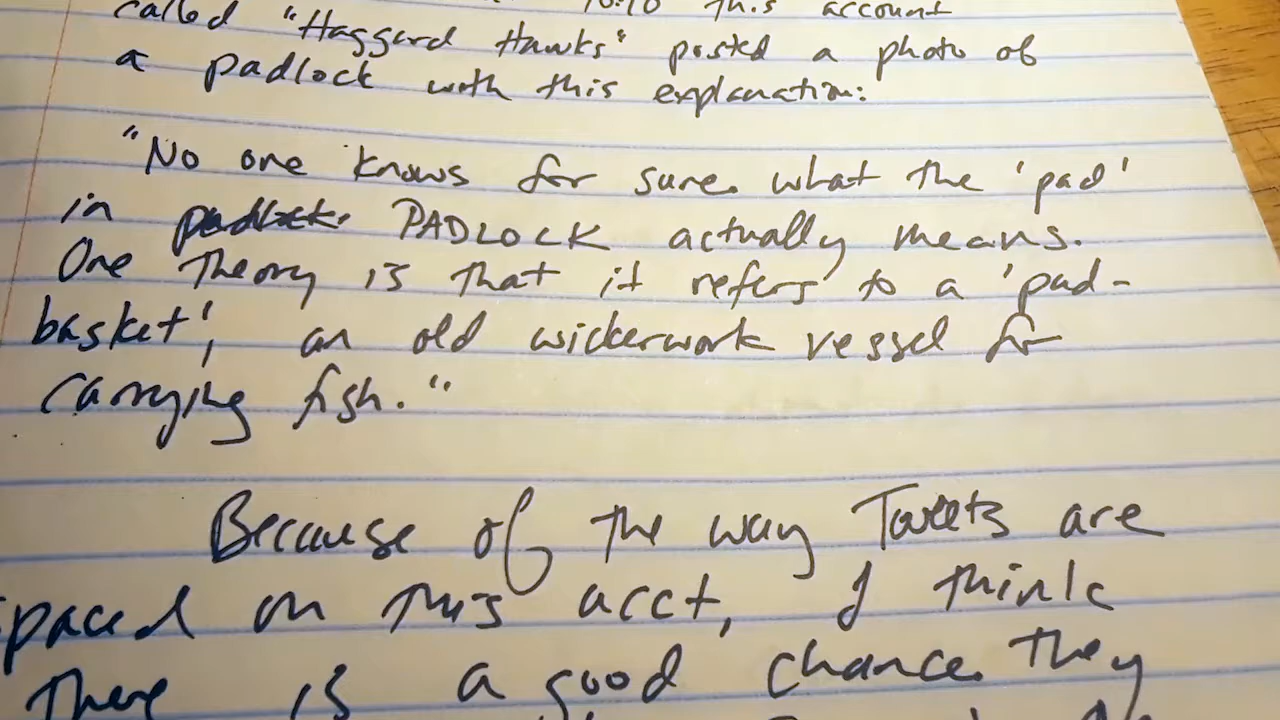 called "Haggard Hawks" posted a photo of
a padlock with this explanation:
"No one knows for sure what the 'pad'
in padlock PADLOCK actually means.
One theory is that it refers to a 'pad-
basket', an old wickerwork vessel for
carrying fish."
Because of the way Tweets are
spaced on this acct, I think
there is a good chance they